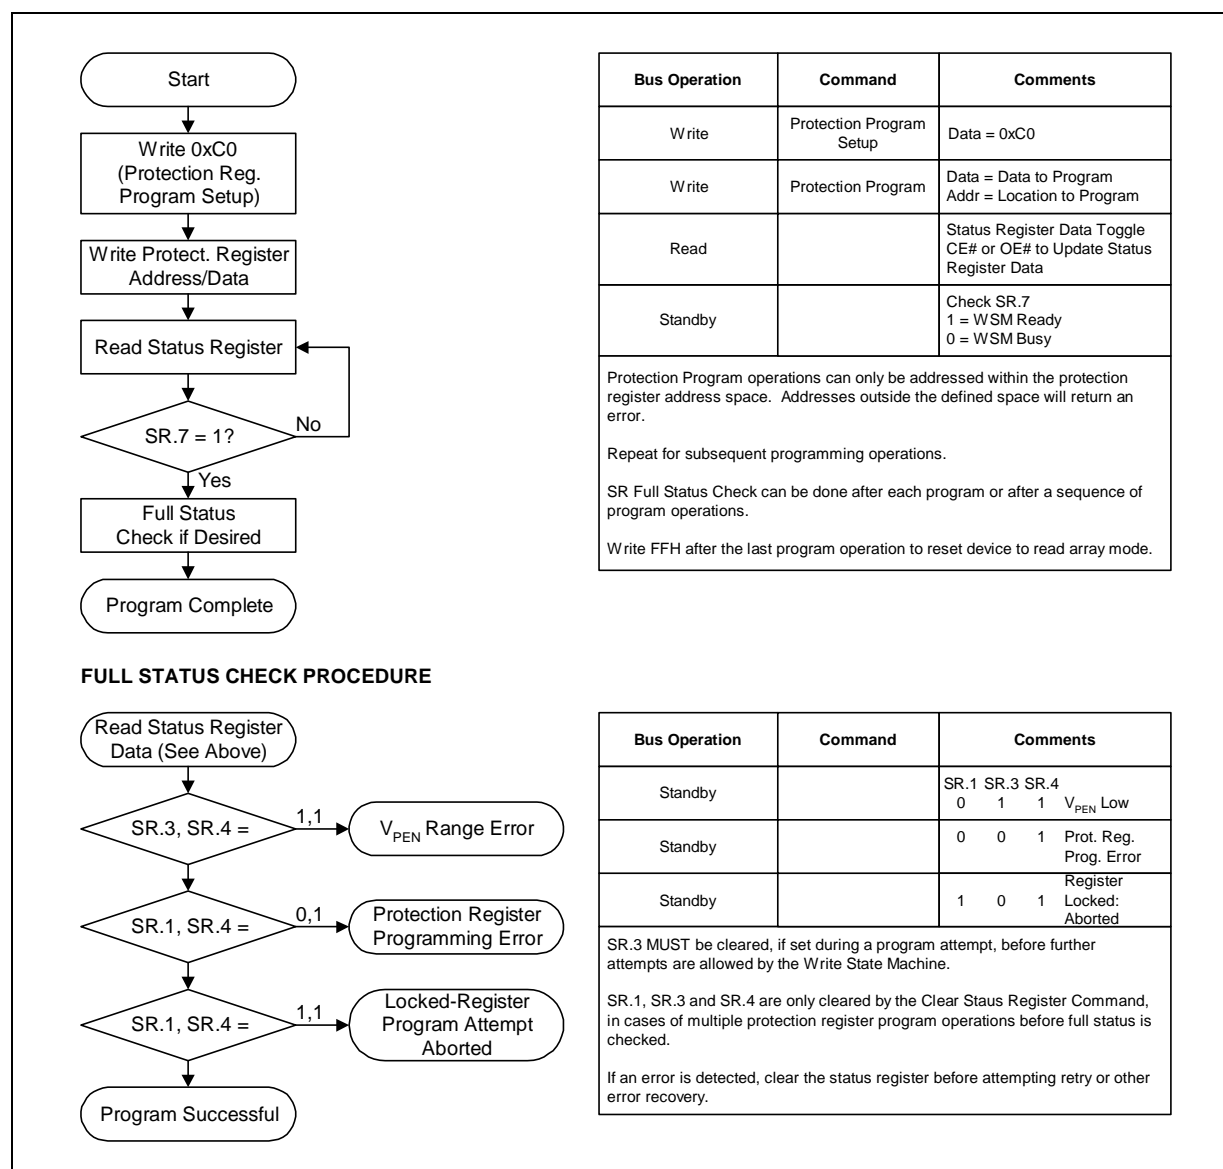 Start
Write 0xC0
(Protection Reg.
Program Setup)
Write Protect. Register
Address/Data
Read Status Register
SR.7 = 1?
No
Yes
Full Status
Check if Desired
Program Complete
Bus Operation Command Comments
Write Protection Program Setup Data = 0xC0
Write Protection Program Data = Data to Program
Addr = Location to Program
Read Status Register Data Toggle
CE# or OE# to Update Status
Register Data
Standby Check SR.7
1 = WSM Ready
0 = WSM Busy
Protection Program operations can only be addressed within the protection
register address space. Addresses outside the defined space will return an
error.
Repeat for subsequent programming operations.
SR Full Status Check can be done after each program or after a sequence of
program operations.
Write FFH after the last program operation to reset device to read array mode.
FULL STATUS CHECK PROCEDURE
Read Status Register
Data (See Above)
SR.3, SR.4 =
1,1
VPEN Range Error
SR.1, SR.4 =
0,1
Protection Register
Programming Error
SR.1, SR.4 =
1,1
Locked-Register
Program Attempt
Aborted
Program Successful
Bus Operation Command Comments
Standby SR.1 SR.3 SR.4
0 1 1 VPEN Low
Standby 0 0 1 Prot. Reg.
Prog. Error
Standby 1 0 1 Register
Locked:
Aborted
SR.3 MUST be cleared, if set during a program attempt, before further
attempts are allowed by the Write State Machine.
SR.1, SR.3 and SR.4 are only cleared by the Clear Staus Register Command,
in cases of multiple protection register program operations before full status is
checked.
If an error is detected, clear the status register before attempting retry or other
error recovery.